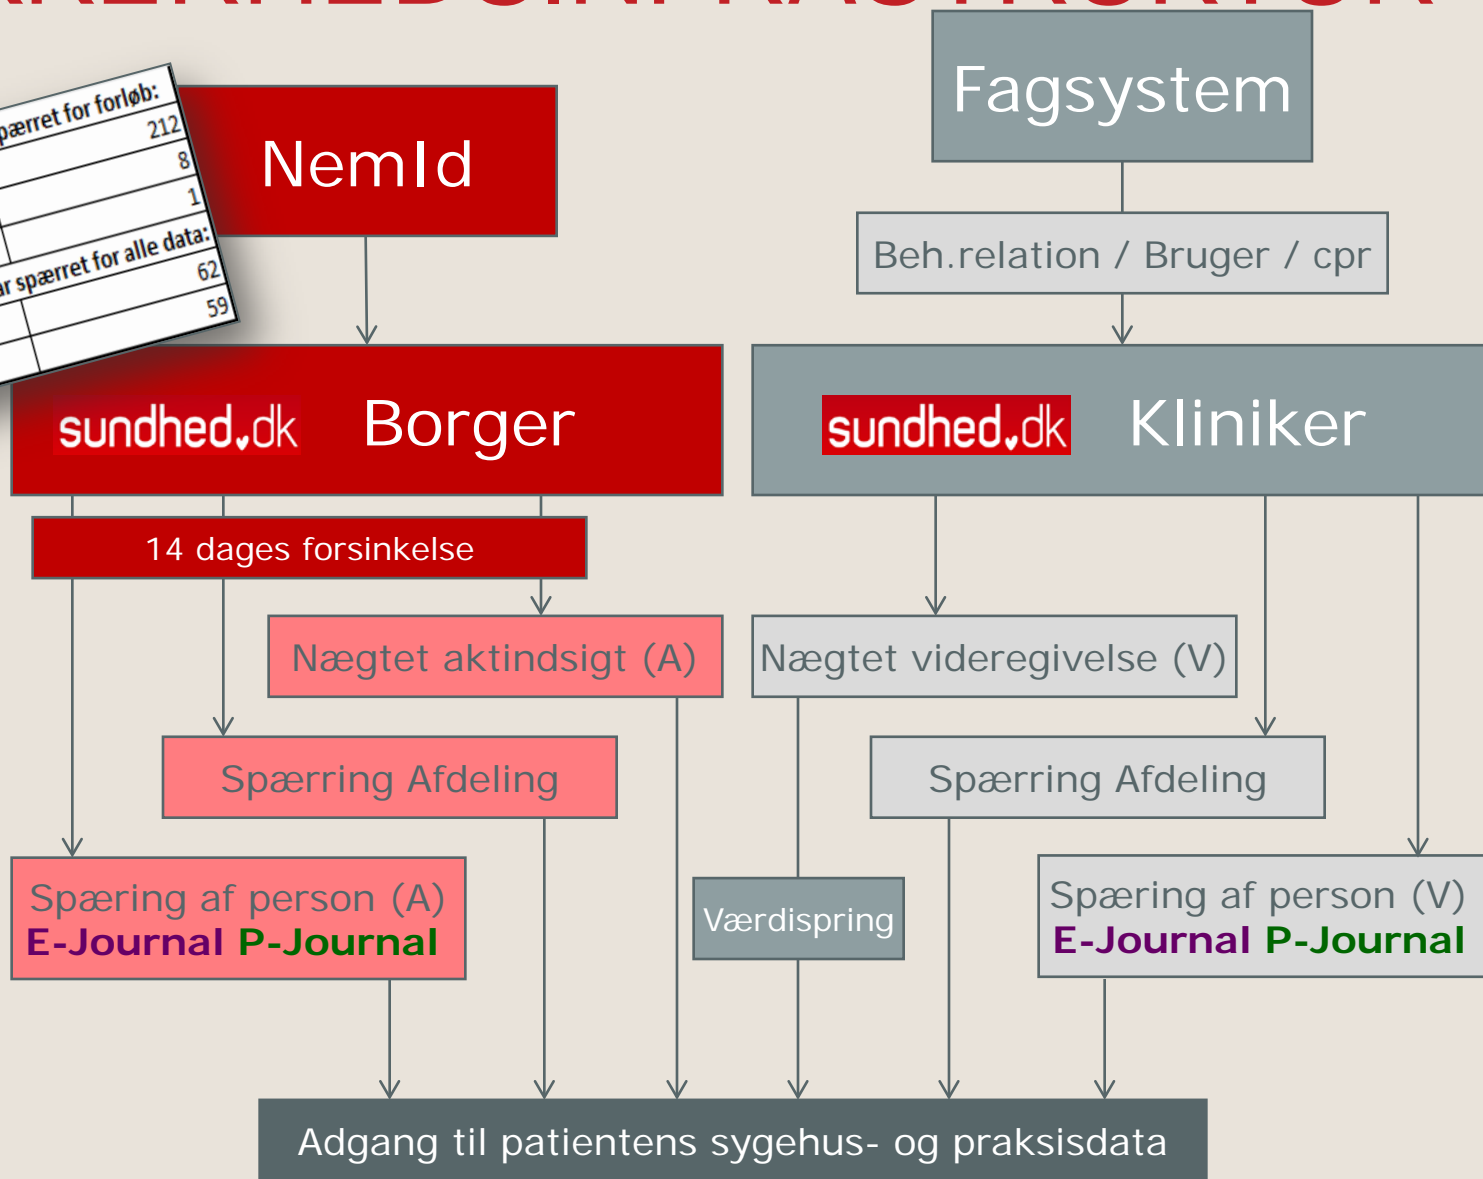 Fagsystem
for forløb:
212
8
1
spærret for alle data:
62
59
NemId
Beh.relation / Bruger / cpr
sundhed.dk Borger
sundhed.dk Kliniker
14 dages forsinkelse
Nægtet aktindsigt (A)
Nægtet videregivelse (V)
Spærring Afdeling
Spærring Afdeling
Spæring af person (A)
E-Journal P-Journal
Værdispring
Spæring af person (V)
E-Journal P-Journal
Adgang til patientens sygehus- og praksisdata